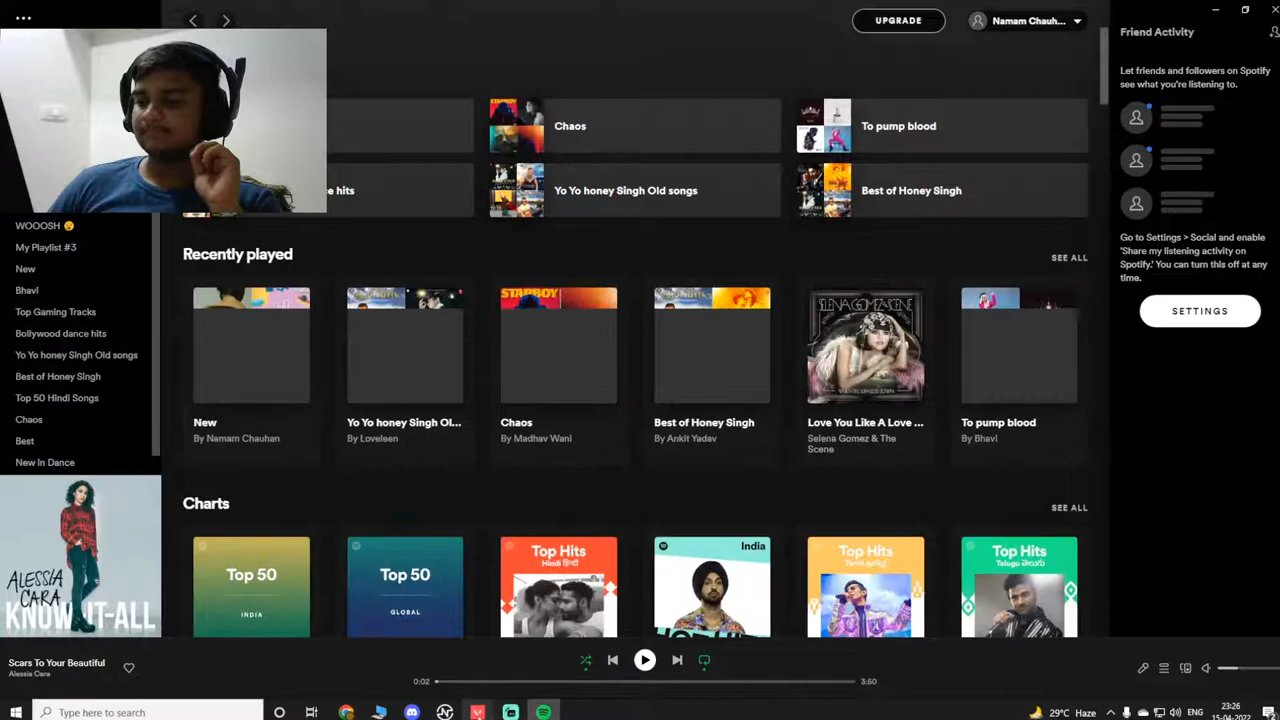 UPGRADE
Namam Chauh...
Friend Activity
Let friends and followers on Spotify
see what you're listening to.
Chaos
To pump blood
ce hits
Yo Yo honey Singh Old songs
Best of Honey Singh
WOOOSH 😮
My Playlist #3
New
Bhavi
Top Gaming Tracks
Bollywood dance hits
Yo Yo honey Singh Old songs
Best of Honey Singh
Top 50 Hindi Songs
Chaos
Best
New In Dance
Go to Settings > Social and enable
'Share my listening activity on
Spotify.' You can turn this off at any
time.
SETTINGS
Recently played
SEE ALL
STARBOY
SELENA GOMEZ & THE SCENE
New
By Namam Chauhan
Yo Yo honey Singh Ol...
By Loveleen
Chaos
By Madhav Wani
Best of Honey Singh
By Ankit Yadav
Love You Like A Love ...
Selena Gomez & The
Scene
To pump blood
By Bhavi
Charts
SEE ALL
Top 50
INDIA
Top 50
GLOBAL
Top Hits
Hindi हिन्दी
India
Top Hits
Tamil தமிழ்
Top Hits
Telugu తెలుగు
ALESSIA
CARA
KNOW-IT-ALL
Scars To Your Beautiful
Alessia Cara
0:02
3:50
Type here to search
29°C Haze
ENG
23:26
15-04-2022